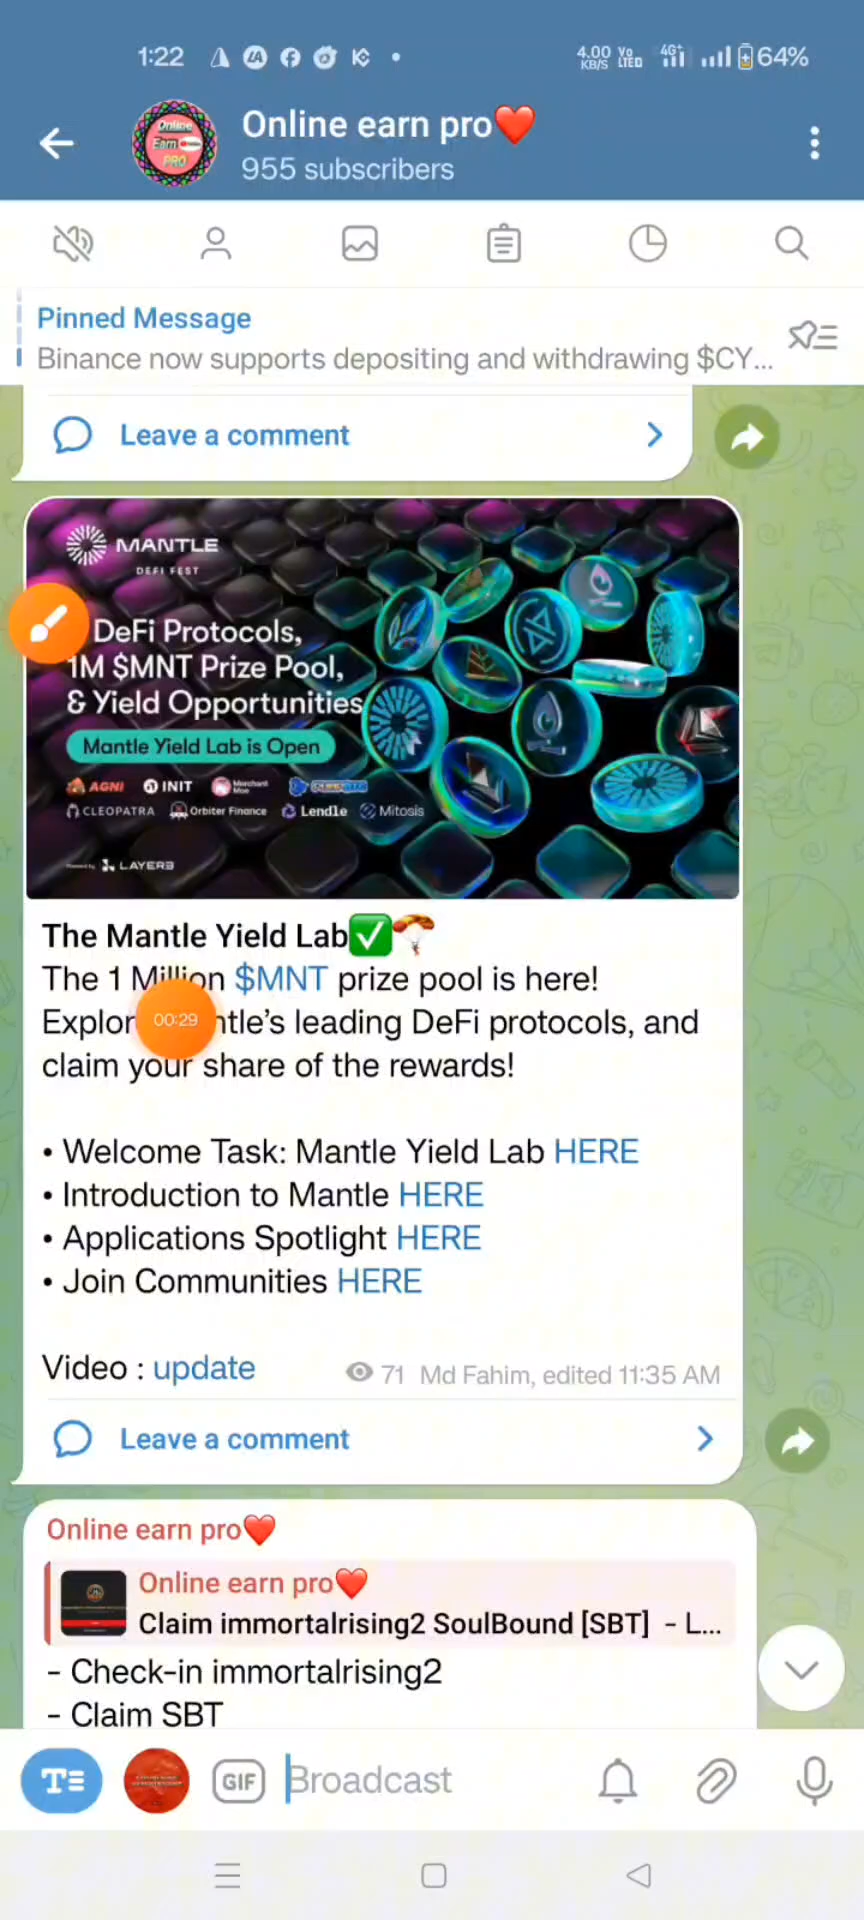 1:22
4.00 KB/S
Vo LTED
4G+
64%
Online earn pro❤️
955 subscribers
Pinned Message
Binance now supports depositing and withdrawing $CY...
Leave a comment
MANTLE
DEFI FEST
DeFi Protocols,
1M $MNT Prize Pool,
& Yield Opportunities
Mantle Yield Lab is Open
AGNI INIT Merchant Moe
CLEOPATRA Orbiter Finance Lendle Mitosis
LAYER3
The Mantle Yield Lab✅🪂
The 1 Million $MNT prize pool is here!
Explor ntle’s leading DeFi protocols, and
00:29
claim your share of the rewards!
• Welcome Task: Mantle Yield Lab HERE
• Introduction to Mantle HERE
• Applications Spotlight HERE
• Join Communities HERE
Video : update
71 Md Fahim, edited 11:35 AM
Leave a comment
Online earn pro❤️
Online earn pro❤️
Claim immortalrising2 SoulBound [SBT] - L...
- Check-in immortalrising2
- Claim SBT
GIF
Broadcast